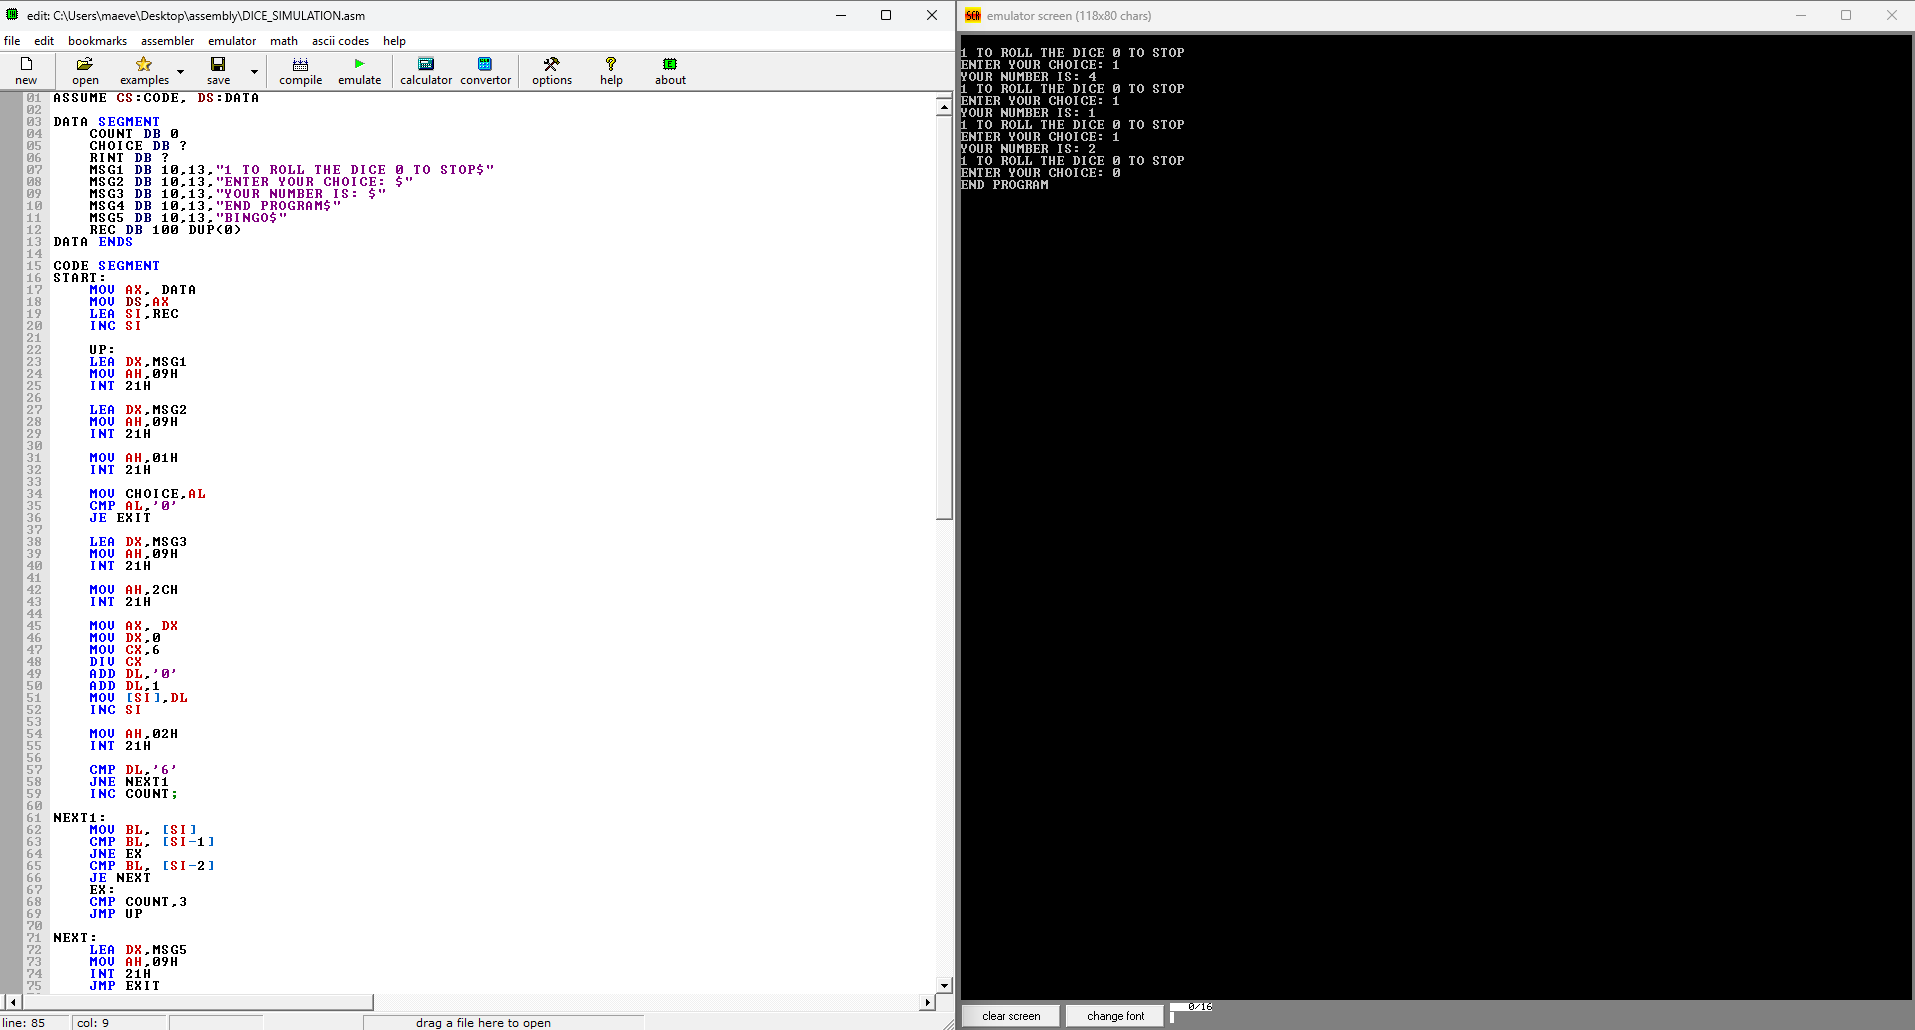 edit: C:\Users\maeve\Desktop\assembly\DICE_SIMULATION.asm
file edit bookmarks assembler emulator math ascii codes help
new open examples save compile emulate calculator convertor options help about
01 ASSUME CS:CODE, DS:DATA
02
03 DATA SEGMENT
04 COUNT DB 0
05 CHOICE DB ?
06 RINT DB ?
07 MSG1 DB 10,13,"1 TO ROLL THE DICE 0 TO STOP$"
08 MSG2 DB 10,13,"ENTER YOUR CHOICE: $"
09 MSG3 DB 10,13,"YOUR NUMBER IS: $"
10 MSG4 DB 10,13,"END PROGRAM$"
11 MSG5 DB 10,13,"BINGO$"
12 REC DB 100 DUP(0)
13 DATA ENDS
14
15 CODE SEGMENT
16 START:
17 MOV AX, DATA
18 MOV DS,AX
19 LEA SI,REC
20 INC SI
21
22 UP:
23 LEA DX,MSG1
24 MOV AH,09H
25 INT 21H
26
27 LEA DX,MSG2
28 MOV AH,09H
29 INT 21H
30
31 MOV AH,01H
32 INT 21H
33
34 MOV CHOICE,AL
35 CMP AL,'0'
36 JE EXIT
37
38 LEA DX,MSG3
39 MOV AH,09H
40 INT 21H
41
42 MOV AH,2CH
43 INT 21H
44
45 MOV AX, DX
46 MOV DX,0
47 MOV CX,6
48 DIV CX
49 ADD DL,'0'
50 ADD DL,1
51 MOV [SI],DL
52 INC SI
53
54 MOV AH,02H
55 INT 21H
56
57 CMP DL,'6'
58 JNE NEXT1
59 INC COUNT;
60
61 NEXT1:
62 MOV BL, [SI]
63 CMP BL, [SI-1]
64 JNE EX
65 CMP BL, [SI-2]
66 JE NEXT
67 EX:
68 CMP COUNT,3
69 JMP UP
70
71 NEXT:
72 LEA DX,MSG5
73 MOV AH,09H
74 INT 21H
75 JMP EXIT
line: 85 col: 9 drag a file here to open
SCR emulator screen (118x80 chars)
1 TO ROLL THE DICE 0 TO STOP
ENTER YOUR CHOICE: 1
YOUR NUMBER IS: 4
1 TO ROLL THE DICE 0 TO STOP
ENTER YOUR CHOICE: 1
YOUR NUMBER IS: 1
1 TO ROLL THE DICE 0 TO STOP
ENTER YOUR CHOICE: 1
YOUR NUMBER IS: 2
1 TO ROLL THE DICE 0 TO STOP
ENTER YOUR CHOICE: 0
END PROGRAM
clear screen change font 0/16